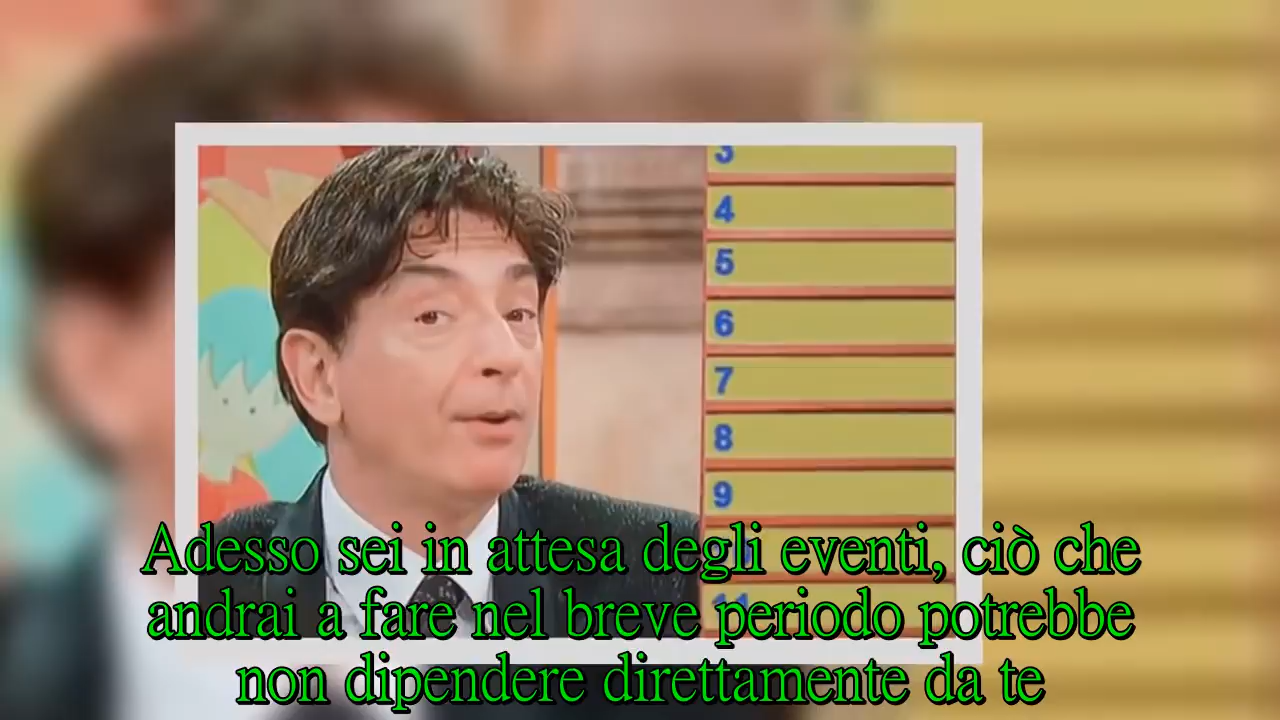 3
4
5
6
7
8
9
11
Adesso sei in attesa degli eventi, ciò che
andrai a fare nel breve periodo potrebbe
non dipendere direttamente da te